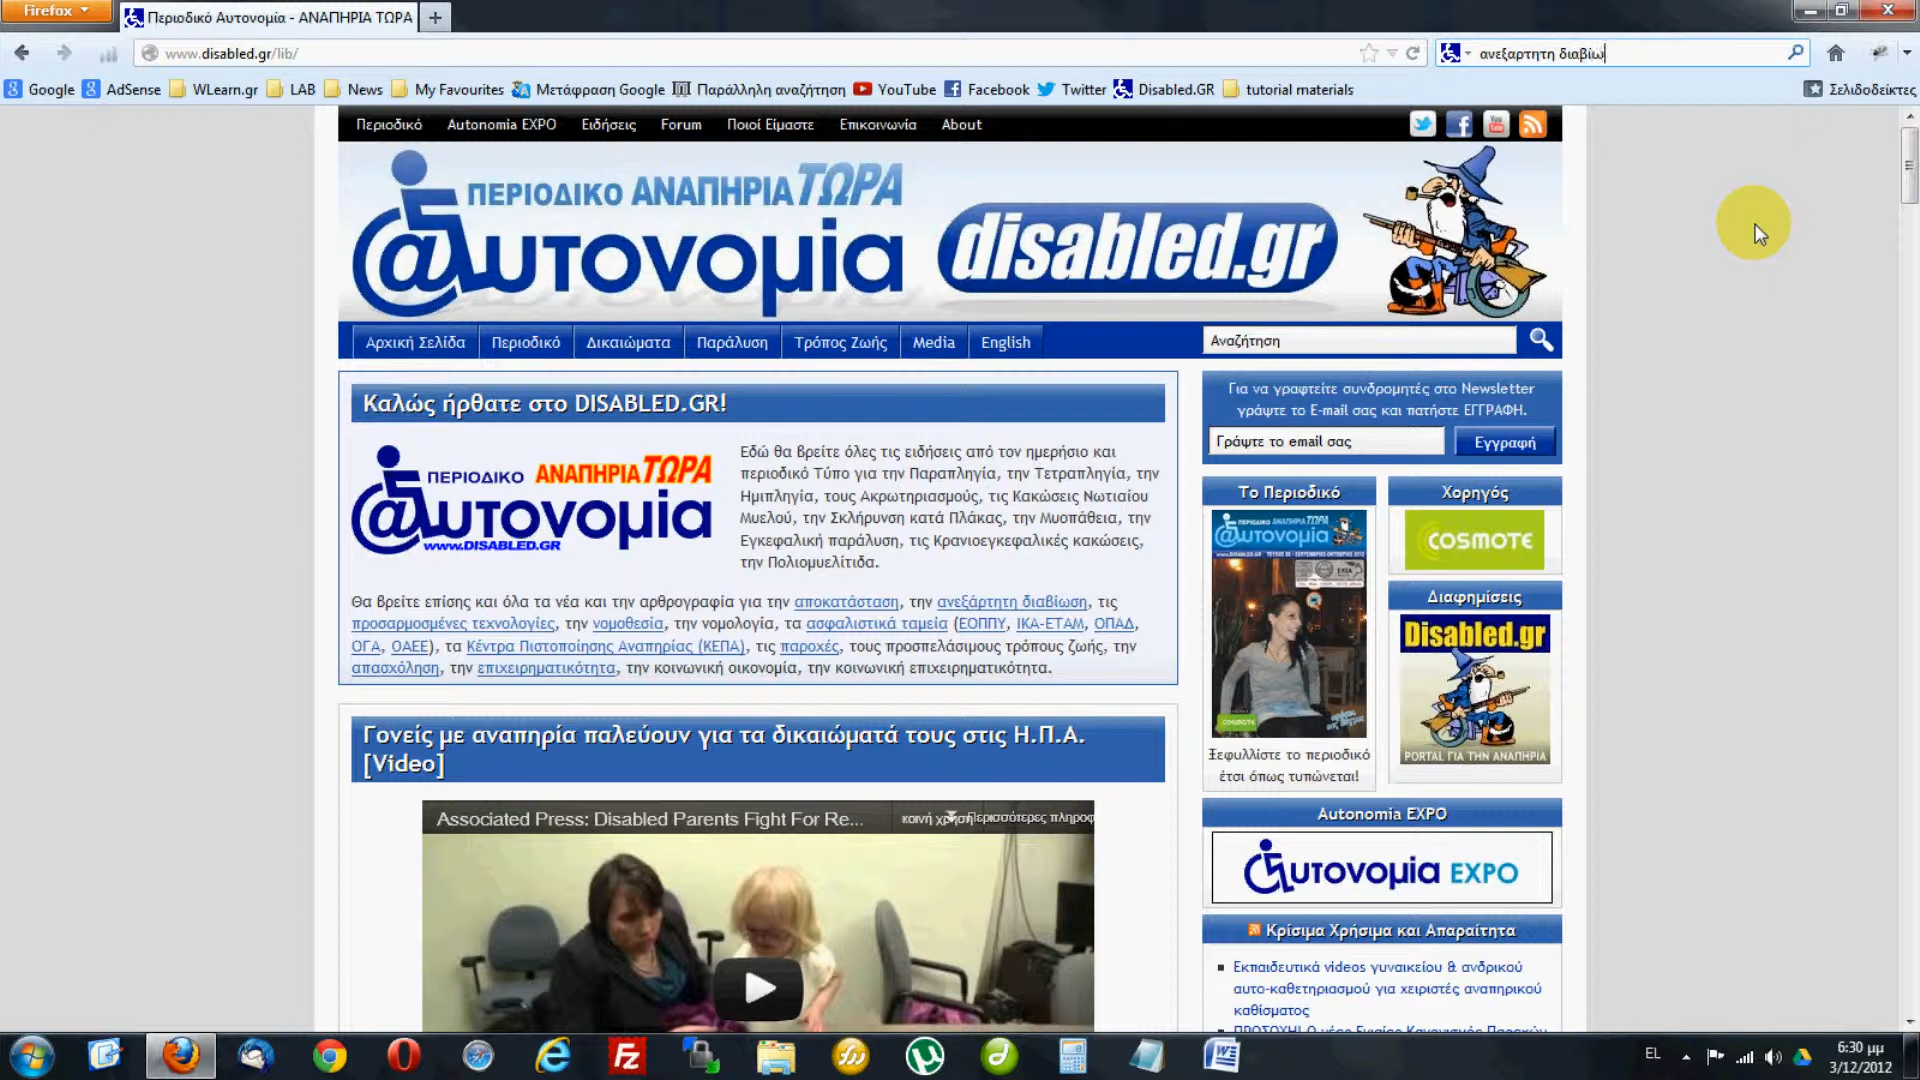 Firefox
Περιοδικό Αυτονομία - ΑΝΑΠΗΡΙΑ ΤΩΡΑ
www.disabled.gr/lib/
ανεξαρτητη διαβίω
Google AdSense WLearn.gr LAB News My Favourites Μετάφραση Google Παράλληλη αναζήτηση YouTube Facebook Twitter Disabled.GR tutorial materials Σελιδοδείκτες
Περιοδικό Autonomia EXPO Ειδήσεις Forum Ποιοί Είμαστε Επικοινωνία About
ΠΕΡΙΟΔΙΚΟ ΑΝΑΠΗΡΙΑ ΤΩΡΑ
@υτονομία
disabled.gr
Αρχική Σελίδα Περιοδικό Δικαιώματα Παράλυση Τρόπος Ζωής Media English
Αναζήτηση
Καλώς ήρθατε στο DISABLED.GR!
ΠΕΡΙΟΔΙΚΟ ΑΝΑΠΗΡΙΑ ΤΩΡΑ
@υτονομία
www.DISABLED.GR
Εδώ θα βρείτε όλες τις ειδήσεις από τον ημερήσιο και
περιοδικό Τύπο για την Παραπληγία, την Τετραπληγία, την
Ημιπληγία, τους Ακρωτηριασμούς, τις Κακώσεις Νωτιαίου
Μυελού, την Σκλήρυνση κατά Πλάκας, την Μυοπάθεια, την
Εγκεφαλική παράλυση, τις Κρανιοεγκεφαλικές κακώσεις,
την Πολιομυελίτιδα.
Θα βρείτε επίσης και όλα τα νέα και την αρθρογραφία για την αποκατάσταση, την ανεξάρτητη διαβίωση, τις
προσαρμοσμένες τεχνολογίες, την νομοθεσία, την νομολογία, τα ασφαλιστικά ταμεία (ΕΟΠΠΥ, ΙΚΑ-ΕΤΑΜ, ΟΠΑΔ,
ΟΓΑ, ΟΑΕΕ), τα Κέντρα Πιστοποίησης Αναπηρίας (ΚΕΠΑ), τις παροχές, τους προσπελάσιμους τρόπους ζωής, την
απασχόληση, την επιχειρηματικότητα, την κοινωνική οικονομία, την κοινωνική επιχειρηματικότητα.
Γονείς με αναπηρία παλεύουν για τα δικαιώματά τους στις Η.Π.Α.
[Video]
Associated Press: Disabled Parents Fight For Re...
κοινή χρήση Περισσότερες πληροφ
Για να γραφτείτε συνδρομητές στο Newsletter
γράψτε το E-mail σας και πατήστε ΕΓΓΡΑΦΗ.
Γράψτε το email σας
Εγγραφή
Το Περιοδικό
ΠΕΡΙΟΔΙΚΟ ΑΝΑΠΗΡΙΑ ΤΩΡΑ
@υτονομία
COSMOTE
Ξεφυλλίστε το περιοδικό
έτσι όπως τυπώνεται!
Χορηγός
COSMOTE
Διαφημίσεις
Disabled.gr
PORTAL ΓΙΑ ΤΗΝ ΑΝΑΠΗΡΙΑ
Autonomia EXPO
@υτονομία EXPO
Κρίσιμα Χρήσιμα και Απαραίτητα
Εκπαιδευτικά videos γυναικείου & ανδρικού
αυτο-καθετηριασμού για χειριστές αναπηρικού
καθίσματος
EL
6:30 μμ
3/12/2012